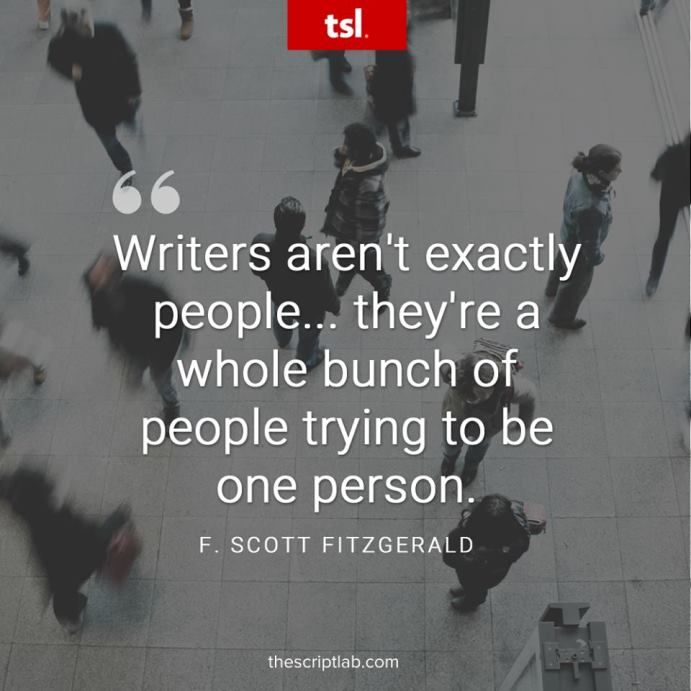 tsl.
“
Writers aren't exactly
people... they're a
whole bunch of
people trying to be
one person.
F. SCOTT FITZGERALD
thescriptlab.com